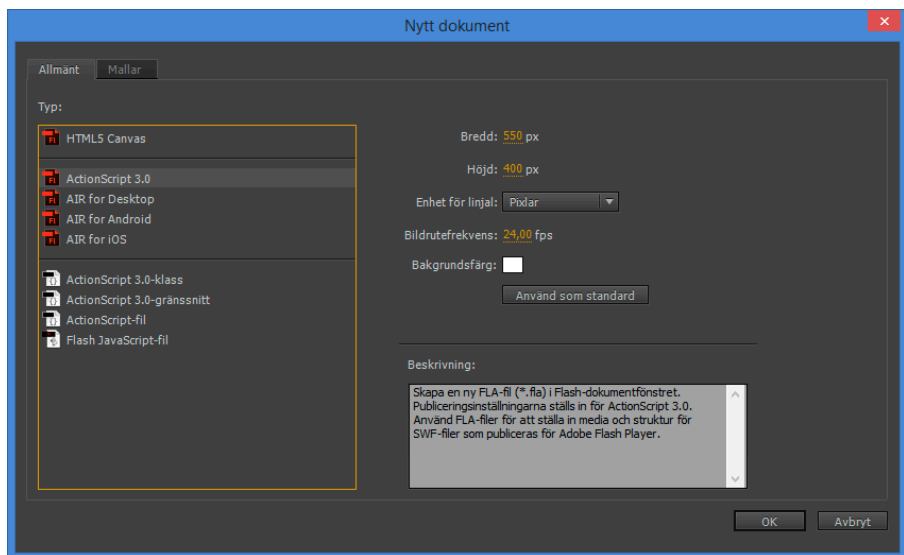 Nytt dokument
Allmänt
Mallar
Typ:
HTML5 Canvas
ActionScript 3.0
AIR for Desktop
AIR for Android
AIR for iOS
ActionScript 3.0-klass
ActionScript 3.0-gränssnitt
ActionScript-fil
Flash JavaScript-fil
Bredd: 550 px
Höjd: 400 px
Enhet för linjal: Pixlar
Bildrutefrekvens: 24,00 fps
Bakgrundsfärg:
Använd som standard
Beskrivning:
Skapa en ny FLA-fil (*.fla) i Flash-dokumentfönstret.
Publiceringsinställningarna ställs in för ActionScript 3.0.
Använd FLA-filer för att ställa in media och struktur för
SWF-filer som publiceras för Adobe Flash Player.
OK
Avbryt